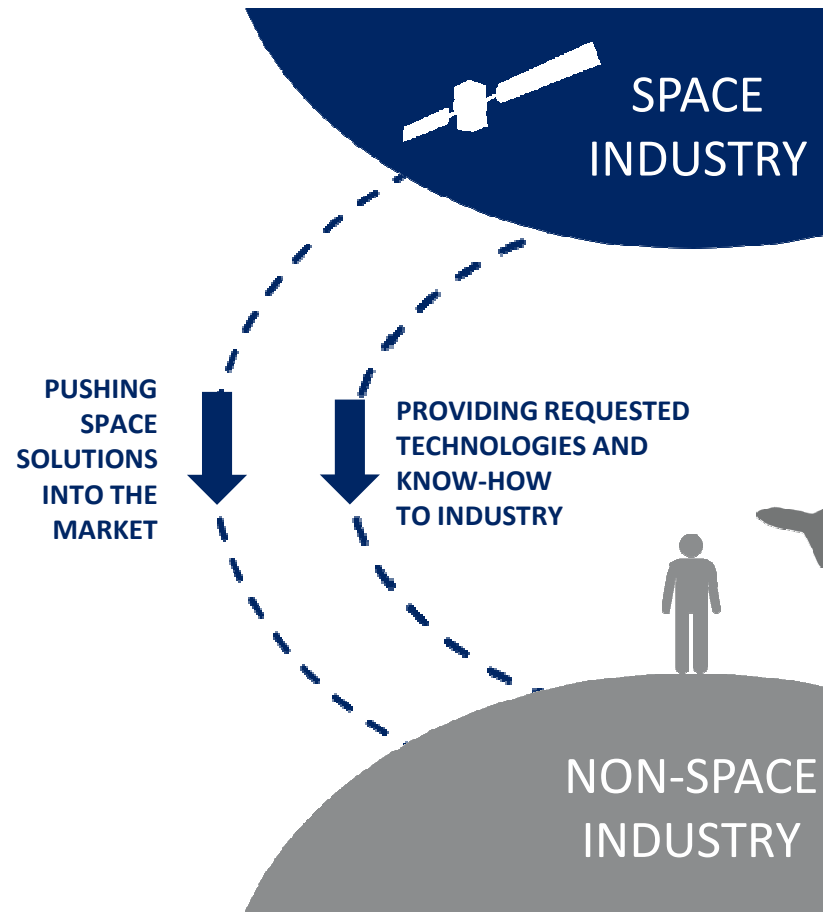 SPACE
INDUSTRY
PUSHING
SPACE
SOLUTIONS
INTO THE
MARKET
PROVIDING REQUESTED
TECHNOLOGIES AND
KNOW-HOW
TO INDUSTRY
NON-SPACE
INDUSTRY